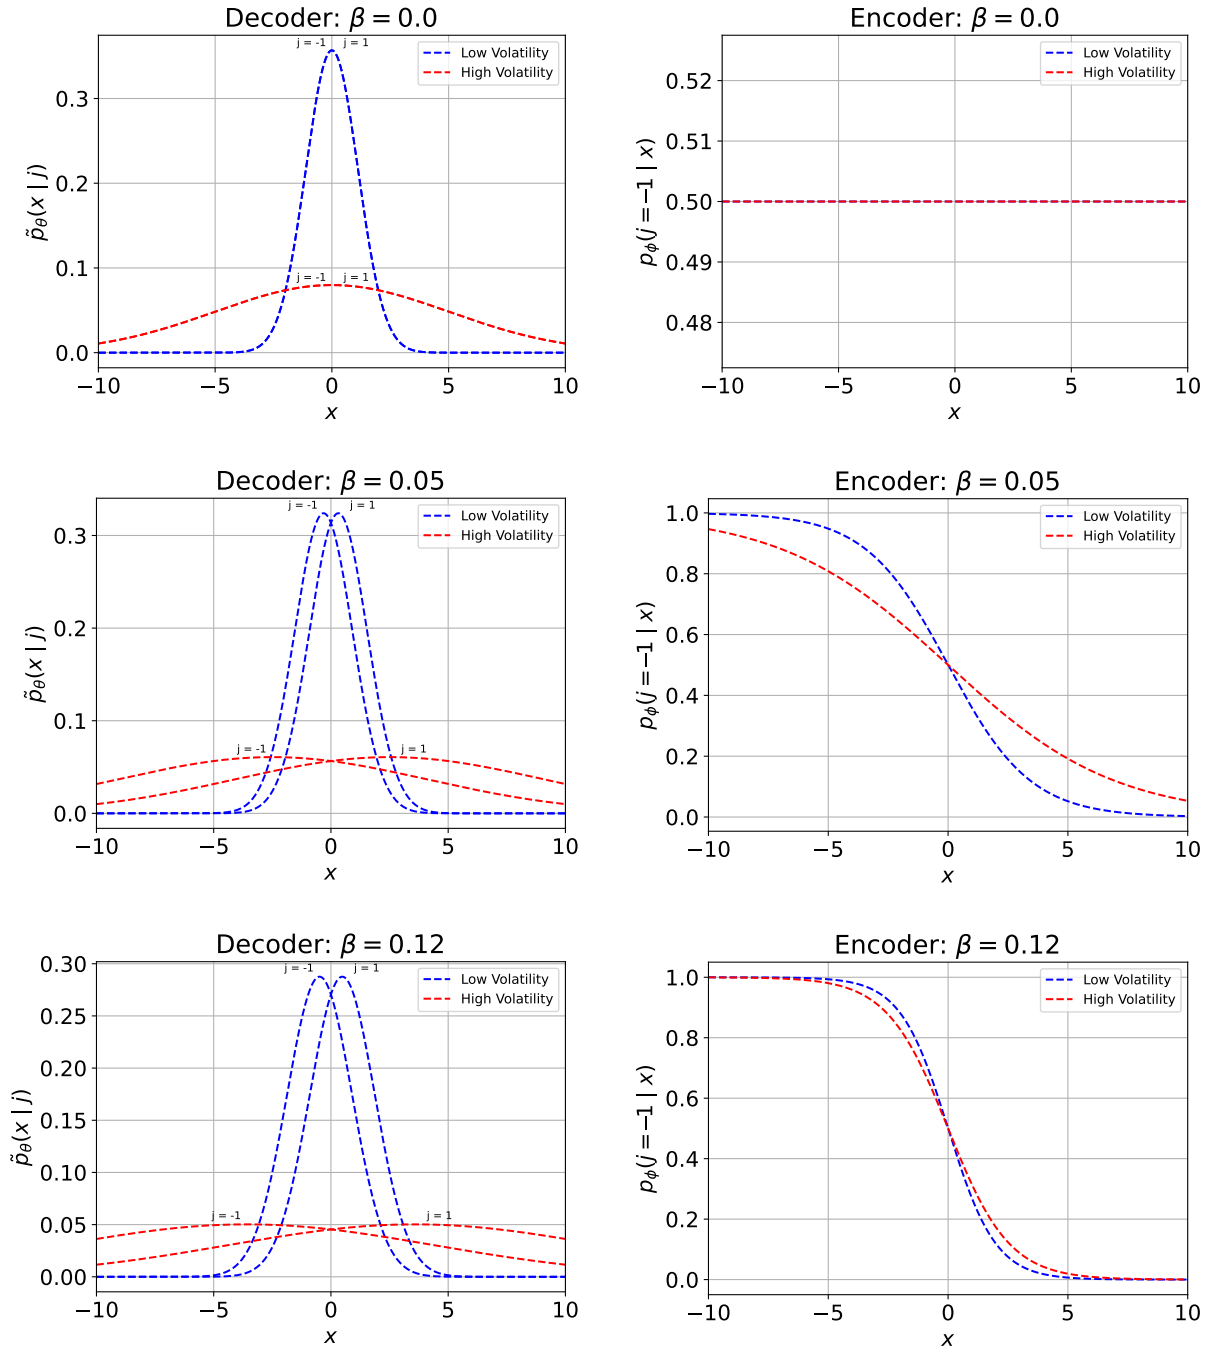 Decoder: β = 0.0
j = -1 j = 1
Low Volatility
High Volatility
j = -1 j = 1
p̃θ(x | j)
0.3
0.2
0.1
0.0
−10 −5 0 5 10
x
Encoder: β = 0.0
Low Volatility
High Volatility
pϕ(j = −1 | x)
0.52
0.51
0.50
0.49
0.48
−10 −5 0 5 10
x
Decoder: β = 0.05
j = -1 j = 1
Low Volatility
High Volatility
j = -1 j = 1
p̃θ(x | j)
0.3
0.2
0.1
0.0
−10 −5 0 5 10
x
Encoder: β = 0.05
Low Volatility
High Volatility
pϕ(j = −1 | x)
1.0
0.8
0.6
0.4
0.2
0.0
−10 −5 0 5 10
x
Decoder: β = 0.12
j = -1 j = 1
Low Volatility
High Volatility
j = -1 j = 1
p̃θ(x | j)
0.30
0.25
0.20
0.15
0.10
0.05
0.00
−10 −5 0 5 10
x
Encoder: β = 0.12
Low Volatility
High Volatility
pϕ(j = −1 | x)
1.0
0.8
0.6
0.4
0.2
0.0
−10 −5 0 5 10
x